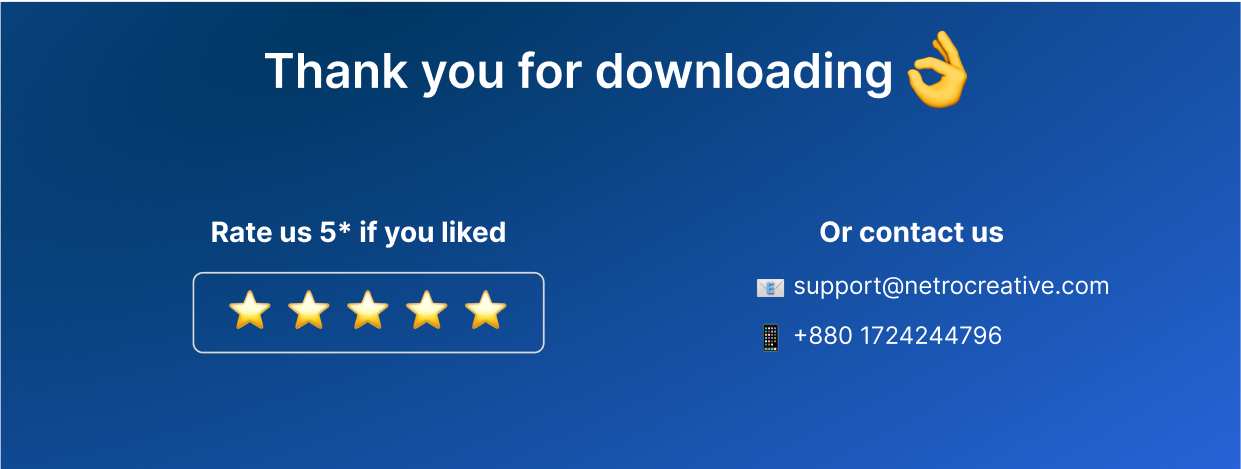 Thank you for downloading 👌
Rate us 5* if you liked
⭐ ⭐ ⭐ ⭐ ⭐
Or contact us
📧 support@netrocreative.com
📱 +880 1724244796